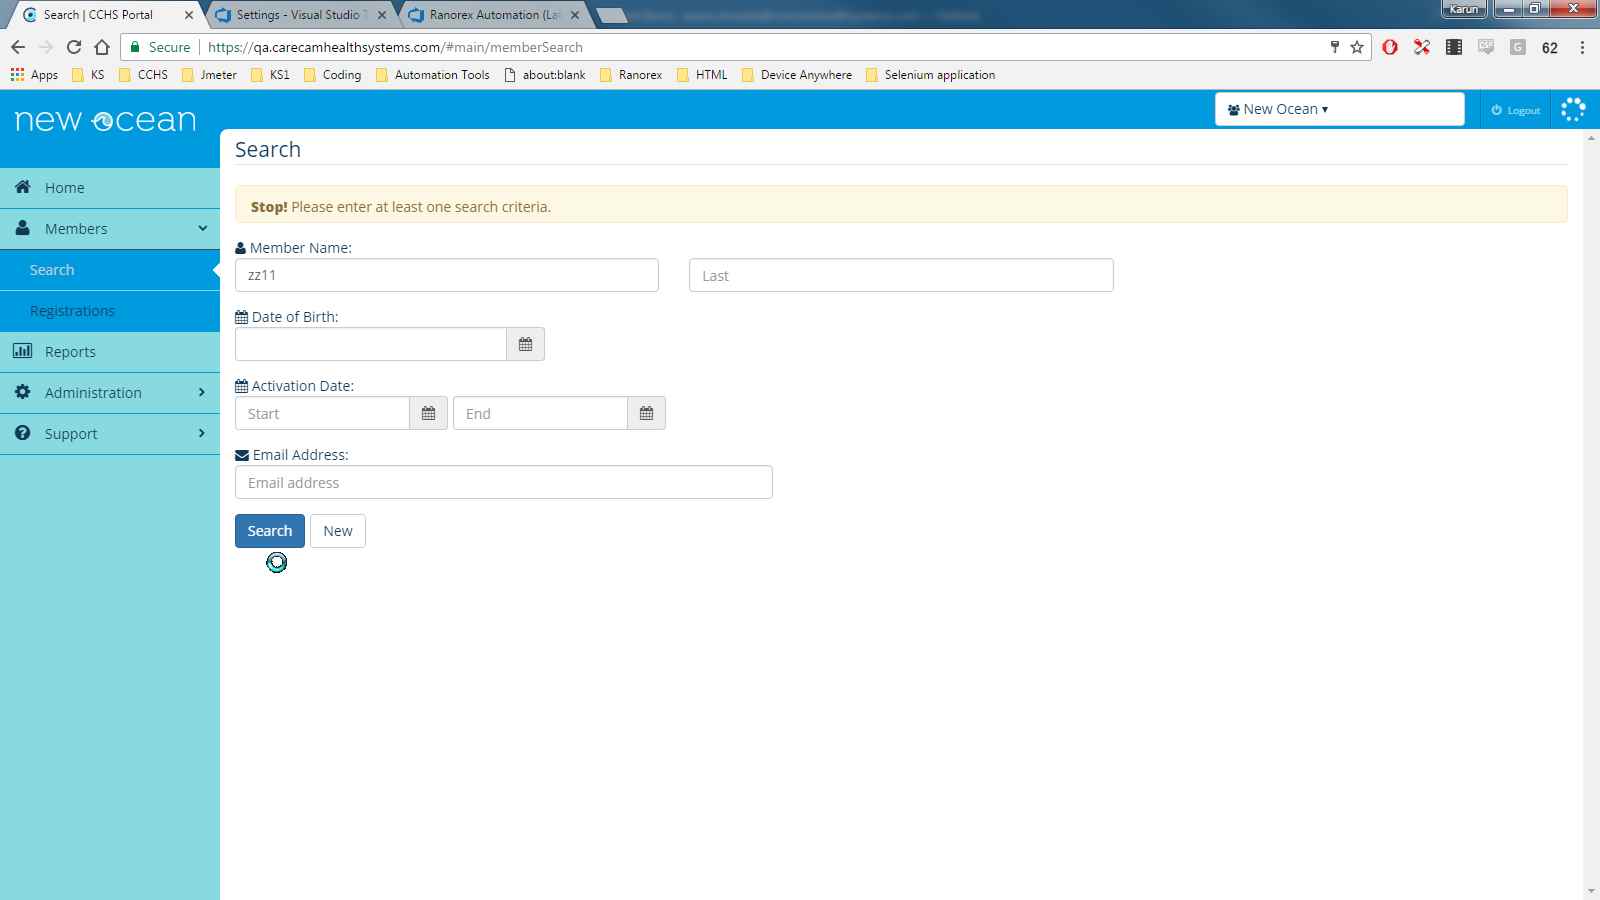 Search | CCHS Portal
Settings - Visual Studio T
Ranorex Automation (La
Karun
Secure
https://qa.carecamhealthsystems.com/#main/memberSearch
CSP
G
62
Apps
KS
CCHS
Jmeter
KS1
Coding
Automation Tools
about:blank
Ranorex
HTML
Device Anywhere
Selenium application
new ocean
New Ocean
Logout
Home
Members
Search
Registrations
Reports
Administration
Support
Search
Stop! Please enter at least one search criteria.
Member Name:
zz11
Last
Date of Birth:
Activation Date:
Start
End
Email Address:
Email address
Search
New